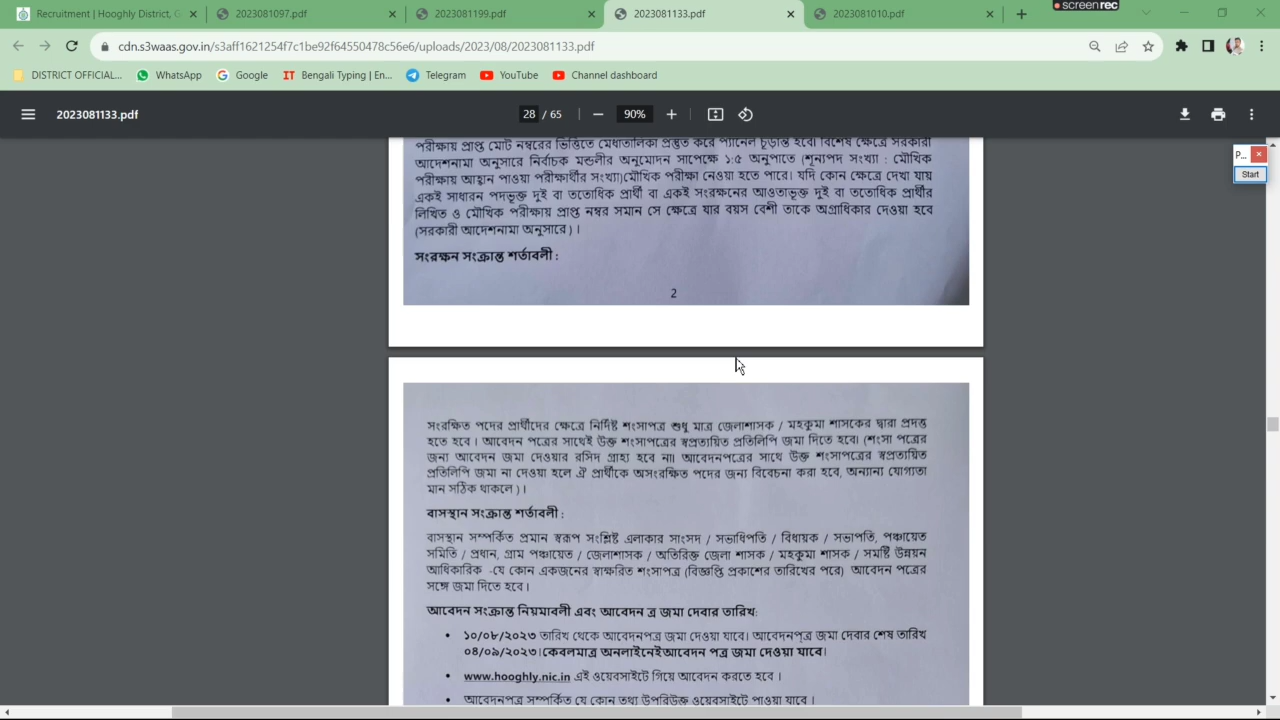 screenrec
Recruitment | Hooghly District,
2023081097.pdf
2023081199.pdf
2023081133.pdf
2023081010.pdf
cdn.s3waas.gov.in/s3aff1621254f7c1be92f64550478c56e6/uploads/2023/08/2023081133.pdf
DISTRICT OFFICIAL...
WhatsApp
Google
Bengali Typing | En...
Telegram
YouTube
Channel dashboard
2023081133.pdf
28 / 65
90%
P...
Start
পরীক্ষায় প্রাপ্ত মোট নম্বরের ভিত্তিতে মেধাতালিকা প্রস্তুত করে প্যানেল চূড়ান্ত হবে। বিশেষ ক্ষেত্রে সরকারী
আদেশনামা অনুসারে নির্বাচক মন্ডলীর অনুমোদন সাপেক্ষে ১:৫ অনুপাতে (শূন্যপদ সংখ্যা : মৌখিক
পরীক্ষায় আহ্বান পাওয়া পরীক্ষার্থীর সংখ্যা)মৌখিক পরীক্ষা নেওয়া হতে পারে। যদি কোন ক্ষেত্রে দেখা যায়
একই সাধারন পদভূক্ত দুই বা ততোধিক প্রার্থী বা একই সংরক্ষনের আওতাভূক্ত দুই বা ততোধিক প্রার্থীর
লিখিত ও মৌখিক পরীক্ষায় প্রাপ্ত নম্বর সমান সে ক্ষেত্রে যার বয়স বেশী তাকে অগ্রাধিকার দেওয়া হবে
(সরকারী আদেশনামা অনুসারে ) ।
সংরক্ষন সংক্রান্ত শর্তাবলী :
2
সংরক্ষিত পদের প্রার্থীদের ক্ষেত্রে নির্দিষ্ট শংসাপত্র শুধু মাত্র জেলাশাসক / মহকুমা শাসকের দ্বারা প্রদত্ত
হতে হবে । আবেদন পত্রের সাথেই উক্ত শংসাপত্রের স্বপ্রত্যয়িত প্রতিলিপি জমা দিতে হবে। (শংসা পত্রের
জন্য আবেদন জমা দেওয়ার রসিদ গ্রাহ্য হবে না। আবেদনপত্রের সাথে উক্ত শংসাপত্রের স্বপ্রত্যয়িত
প্রতিলিপি জমা না দেওয়া হলে ঐ প্রার্থীকে অসংরক্ষিত পদের জন্য বিবেচনা করা হবে, অন্যান্য যোগ্যতা
মান সঠিক থাকলে ) ।
বাসস্থান সংক্রান্ত শর্তাবলী :
বাসস্থান সম্পর্কিত প্রমান স্বরূপ সংশ্লিষ্ট এলাকার সাংসদ / সভাধিপতি / বিধায়ক / সভাপতি, পঞ্চায়েত
সমিতি / প্রধান, গ্রাম পঞ্চায়েত / জেলাশাসক / অতিরিক্ত জেলা শাসক / মহকুমা শাসক / সমষ্টি উন্নয়ন
আধিকারিক -যে কোন একজনের স্বাক্ষরিত শংসাপত্র (বিজ্ঞপ্তি প্রকাশের তারিখের পরে) আবেদন পত্রের
সঙ্গে জমা দিতে হবে ।
আবেদন সংক্রান্ত নিয়মাবলী এবং আবেদন ত্র জমা দেবার তারিখ:
• ১০/০৮/২০২৩ তারিখ থেকে আবেদনপত্র জমা দেওয়া যাবে। আবেদনপত্র জমা দেবার শেষ তারিখ
০৪/০৯/২০২৩।কেবলমাত্র অনলাইনেইআবেদন পত্র জমা দেওয়া যাবে।
• www.hooghly.nic.in এই ওয়েবসাইটে গিয়ে আবেদন করতে হবে ।
• আবেদনপত্র সম্পর্কিত যে কোন তথ্য উপরিউক্ত ওয়েবসাইটে পাওয়া যাবে ।